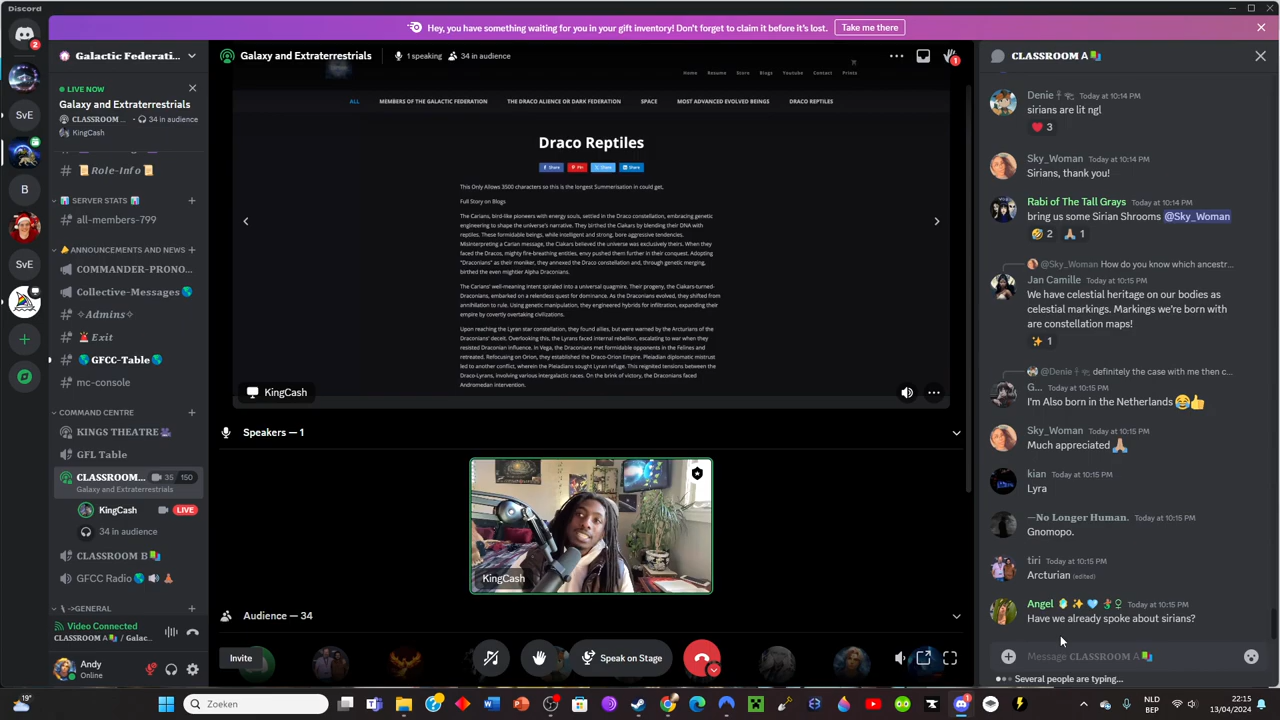 Hey, you have something waiting for you in your gift inventory! Don't forget to claim it before it's lost.
Take me there
Galactic Federati...
LIVE NOW
Galaxy and Extraterrestrials
CLASSROOM ...
34 in audience
KingCash
SvE
B
SvE
2
Role-Info
SERVER STATS
all-members-799
ANNOUNCEMENTS AND NEWS
COMMANDER-PRONO...
Collective-Messages
✧Admins✧
Exit
GFCC-Table
mc-console
COMMAND CENTRE
KINGS THEATRE
GFL Table
CLASSROOM...
35
150
Galaxy and Extraterrestrials
KingCash
LIVE
34 in audience
CLASSROOM B
GFCC Radio
\ ->GENERAL
Video Connected
CLASSROOM A / Galac...
Andy
Online
Galaxy and Extraterrestrials
1 speaking
34 in audience
1
Home
Resume
Store
Blogs
Youtube
Contact
Prints
ALL
MEMBERS OF THE GALACTIC FEDERATION
THE DRACO ALIENCE OR DARK FEDERATION
SPACE
MOST ADVANCED EVOLVED BEINGS
DRACO REPTILES
Draco Reptiles
Share
Pin
Share
Share
This Only Allows 3500 characters so this is the longest Summerisation in could get,
Full Story on Blogs
The Carians, bird-like pioneers with energy souls, settled in the Draco constellation, embracing genetic
engineering to shape the universe's narrative. They birthed the Ciakars by blending their DNA with
reptiles. These formidable beings, while intelligent and strong, bore aggressive tendencies.
Misinterpreting a Carian message, the Ciakars believed the universe was exclusively theirs. When they
faced the Dracos, mighty fire-breathing entities, envy pushed them further in their conquest. Adopting
"Draconians" as their moniker, they annexed the Draco constellation and, through genetic merging,
birthed the even mightier Alpha Draconians.
The Carians' well-meaning intent spiraled into a universal quagmire. Their progeny, the Ciakars-turned-
Draconians, embarked on a relentless quest for dominance. As the Draconians evolved, they shifted from
annihilation to rule. Using genetic manipulation, they engineered hybrids for infiltration, expanding their
empire by covertly overtaking civilizations.
Upon reaching the Lyran star constellation, they found allies, but were warned by the Arcturians of the
Draconians' deceit. Overlooking this, the Lyrans faced internal rebellion, escalating to war when they
resisted Draconian influence. In Vega, the Draconians met formidable opponents in the Felines and
retreated. Refocusing on Orion, they established the Draco-Orion Empire. Pleiadian diplomatic mistrust
led to another conflict, wherein the Pleiadians sought Lyran refuge. This reignited tensions between the
Draco-Lyrans, involving various intergalactic races. On the brink of victory, the Draconians faced
Andromedan intervention.
KingCash
Speakers — 1
KingCash
Audience — 34
Invite
Speak on Stage
CLASSROOM A
Denie Today at 10:14 PM
sirians are lit ngl
3
Sky_Woman Today at 10:14 PM
Sirians, thank you!
Rabi of The Tall Grays Today at 10:14 PM
bring us some Sirian Shrooms @Sky_Woman
2
1
@Sky_Woman How do you know which ancestr...
Jan Camille Today at 10:15 PM
We have celestial heritage on our bodies as
celestial markings. Markings we're born with
are constellation maps!
1
@Denie definitely the case with me then c...
G... Today at 10:15 PM
I'm Also born in the Netherlands 😂👍
Sky_Woman Today at 10:15 PM
Much appreciated 🙏
kian Today at 10:15 PM
Lyra
—No Longer Human. Today at 10:15 PM
Gnomopo.
tiri Today at 10:15 PM
Arcturian (edited)
Angel Today at 10:15 PM
Have we already spoke about sirians?
Message CLASSROOM A
Several people are typing...
19°
Zoeken
1
NLD
BEP
22:15